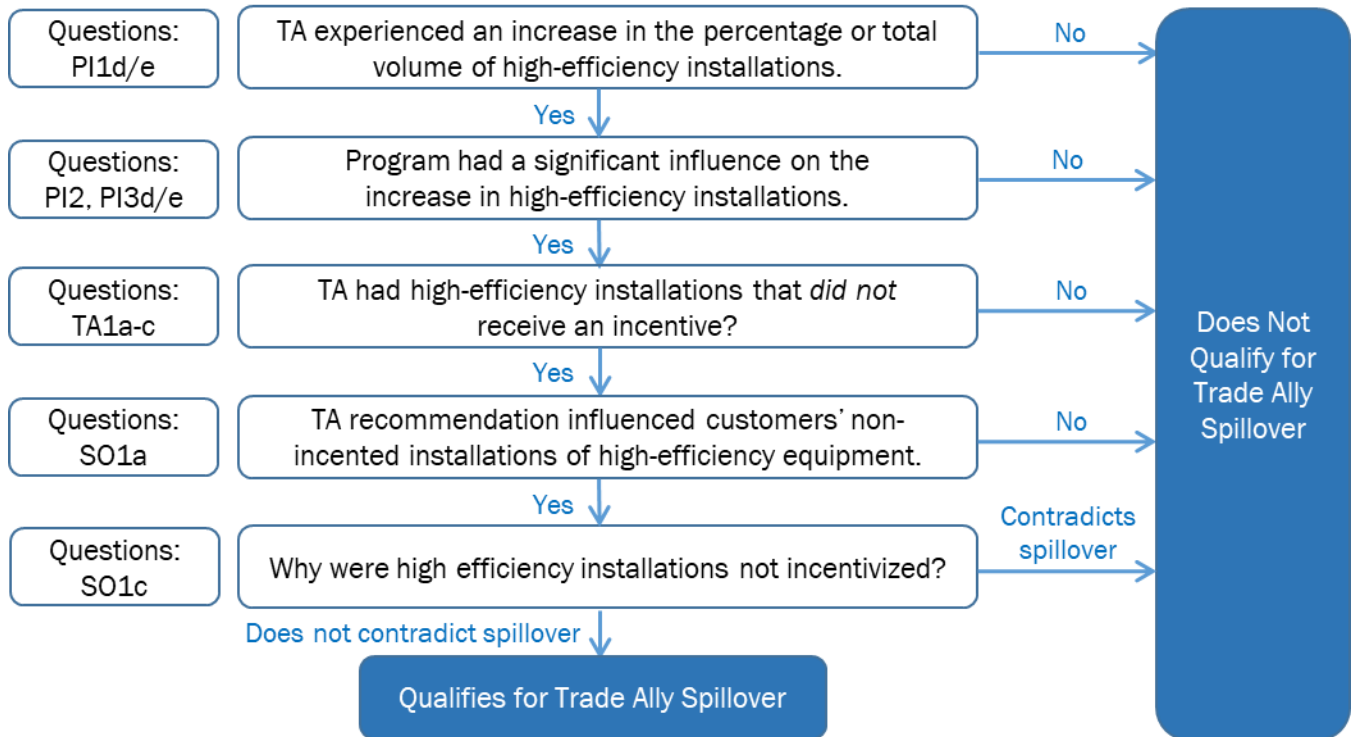 Questions:
PI1d/e
TA experienced an increase in the percentage or total
volume of high-efficiency installations.
No
Yes
Questions:
PI2, PI3d/e
Program had a significant influence on the
increase in high-efficiency installations.
No
Yes
Questions:
TA1a-c
TA had high-efficiency installations that did not
receive an incentive?
No
Yes
Questions:
SO1a
TA recommendation influenced customers’ non-
incented installations of high-efficiency equipment.
No
Yes
Questions:
SO1c
Why were high efficiency installations not incentivized?
Contradicts
spillover
Does not contradict spillover
Qualifies for Trade Ally Spillover
Does Not
Qualify for
Trade Ally
Spillover